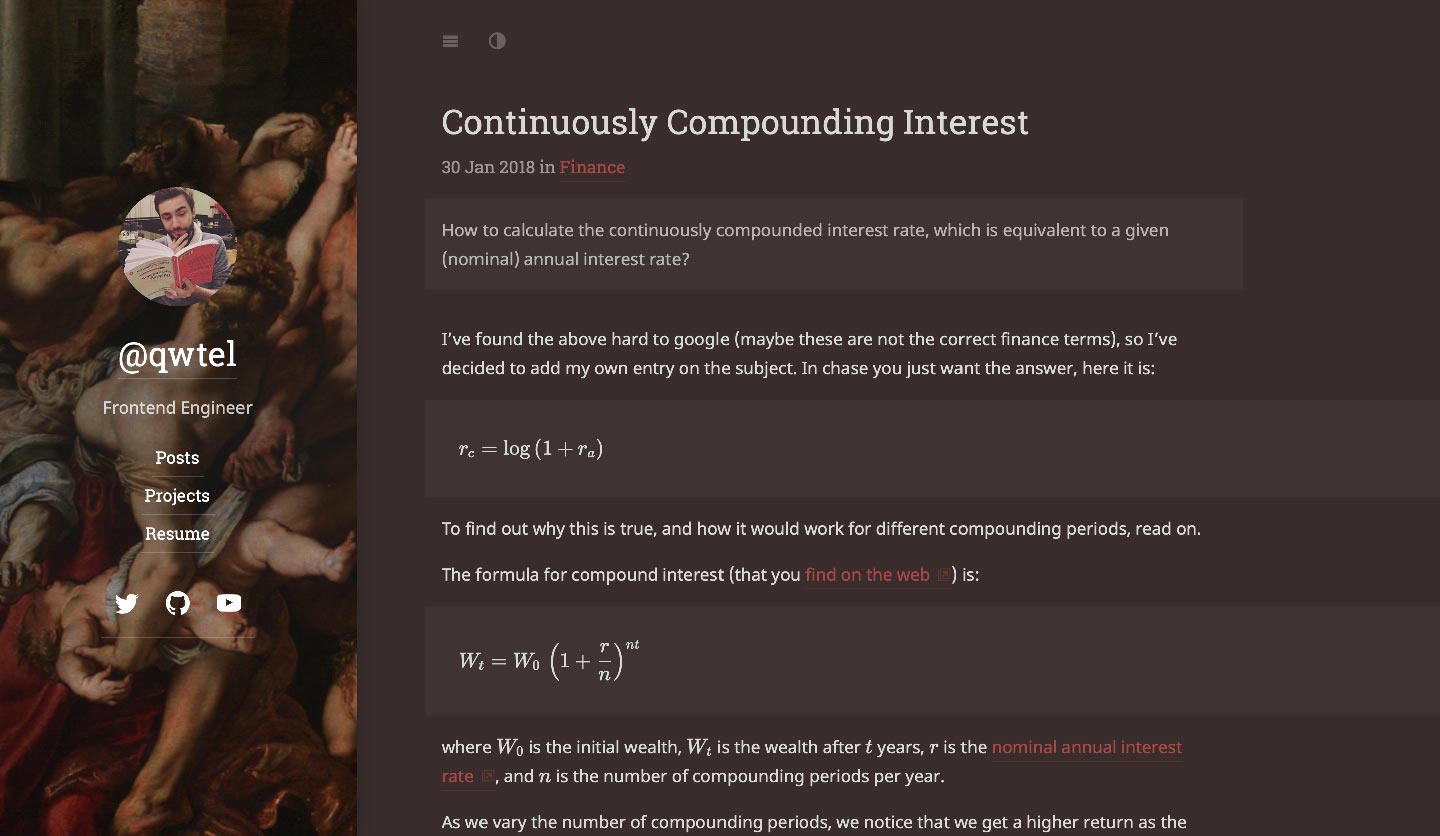 @qwtel
Frontend Engineer
Posts
Projects
Resume
Continuously Compounding Interest
30 Jan 2018 in Finance
How to calculate the continuously compounded interest rate, which is equivalent to a given
(nominal) annual interest rate?
I’ve found the above hard to google (maybe these are not the correct finance terms), so I’ve
decided to add my own entry on the subject. In chase you just want the answer, here it is:
r_c = log (1 + r_a)
To find out why this is true, and how it would work for different compounding periods, read on.
The formula for compound interest (that you find on the web) is:
W_t = W_0 (1 + r/n)^{nt}
where W_0 is the initial wealth, W_t is the wealth after t years, r is the nominal annual interest
rate, and n is the number of compounding periods per year.
As we vary the number of compounding periods, we notice that we get a higher return as the